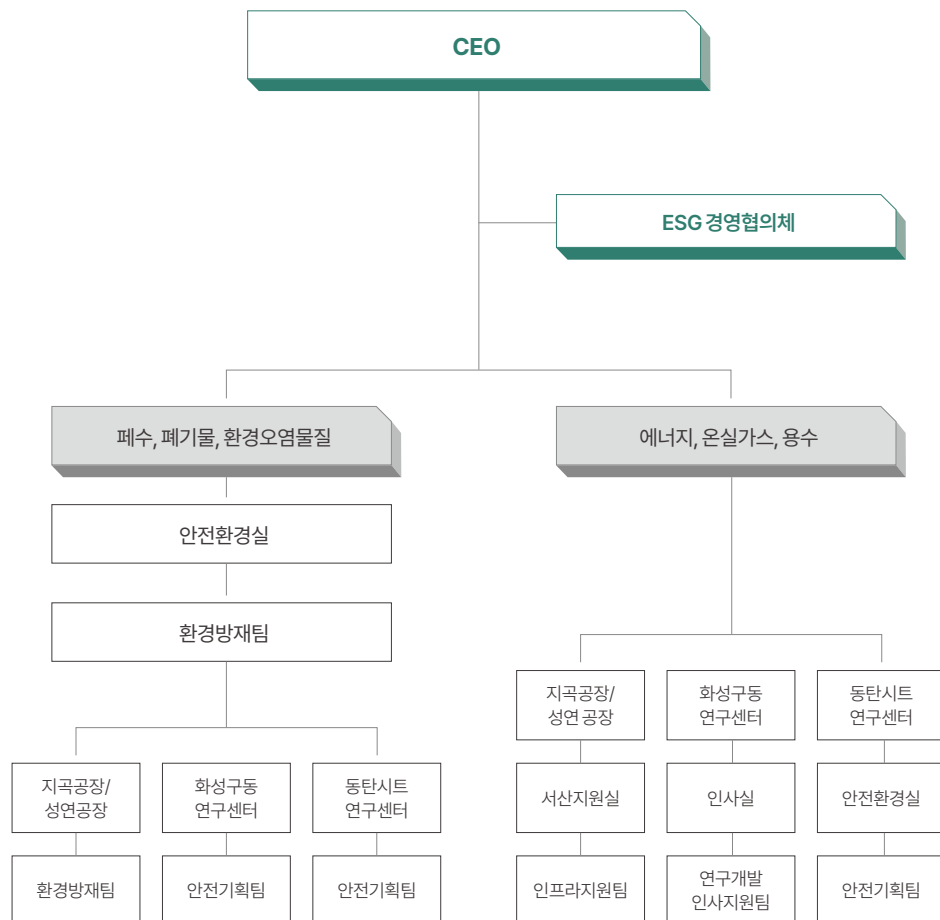 CEO
ESG 경영협의체
폐수, 폐기물, 환경오염물질
에너지, 온실가스, 용수
안전환경실
환경방재팀
지곡공장/
성연공장
화성구동
연구센터
동탄시트
연구센터
환경방재팀
안전기획팀
안전기획팀
지곡공장/
성연 공장
화성구동
연구센터
동탄시트
연구센터
서산지원실
인사실
안전환경실
인프라지원팀
연구개발
인사지원팀
안전기획팀